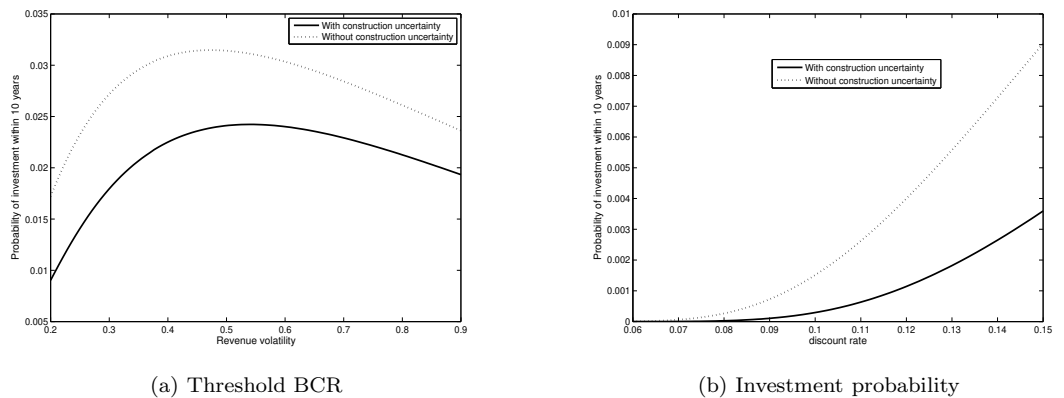 0.035
0.03
0.025
0.02
0.015
0.01
0.005
Probability of investment within 10 years
With construction uncertainty
Without construction uncertainty
0.2 0.3 0.4 0.5 0.6 0.7 0.8 0.9
Revenue volatility
(a) Threshold BCR
0.01
0.009
0.008
0.007
0.006
0.005
0.004
0.003
0.002
0.001
0
Probability of investment within 10 years
With construction uncertainty
Without construction uncertainty
0.06 0.07 0.08 0.09 0.1 0.11 0.12 0.13 0.14 0.15
discount rate
(b) Investment probability